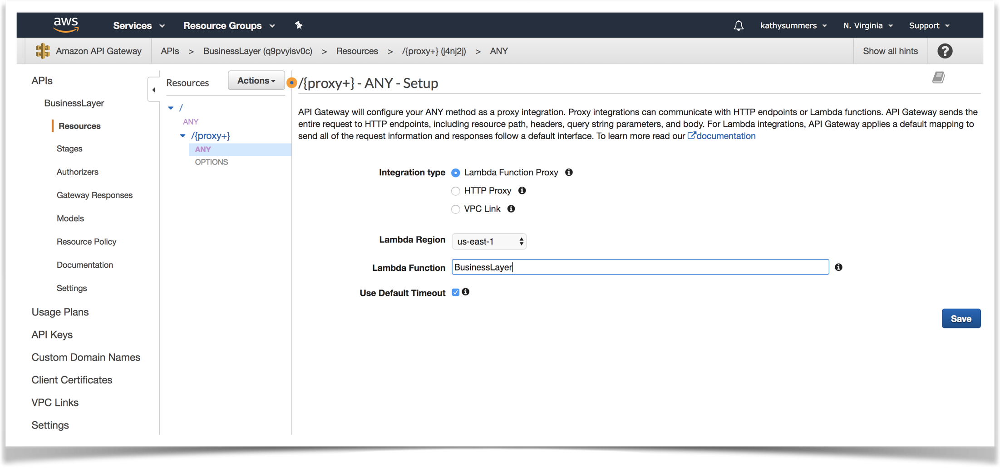 aws Services Resource Groups kathysummers N. Virginia Support
Amazon API Gateway APIs > BusinessLayer (q9pvyisv0c) > Resources > /{proxy+} (j4nj2j) > ANY Show all hints ?
APIs
BusinessLayer
Resources
Stages
Authorizers
Gateway Responses
Models
Resource Policy
Documentation
Settings
Usage Plans
API Keys
Custom Domain Names
Client Certificates
VPC Links
Settings
Resources Actions
/
ANY
/{proxy+}
ANY
OPTIONS
/{proxy+} - ANY - Setup
API Gateway will configure your ANY method as a proxy integration. Proxy integrations can communicate with HTTP endpoints or Lambda functions. API Gateway sends the
entire request to HTTP endpoints, including resource path, headers, query string parameters, and body. For Lambda integrations, API Gateway applies a default mapping to
send all of the request information and responses follow a default interface. To learn more read our documentation
Integration type Lambda Function Proxy
HTTP Proxy
VPC Link
Lambda Region us-east-1
Lambda Function BusinessLayer
Use Default Timeout
Save